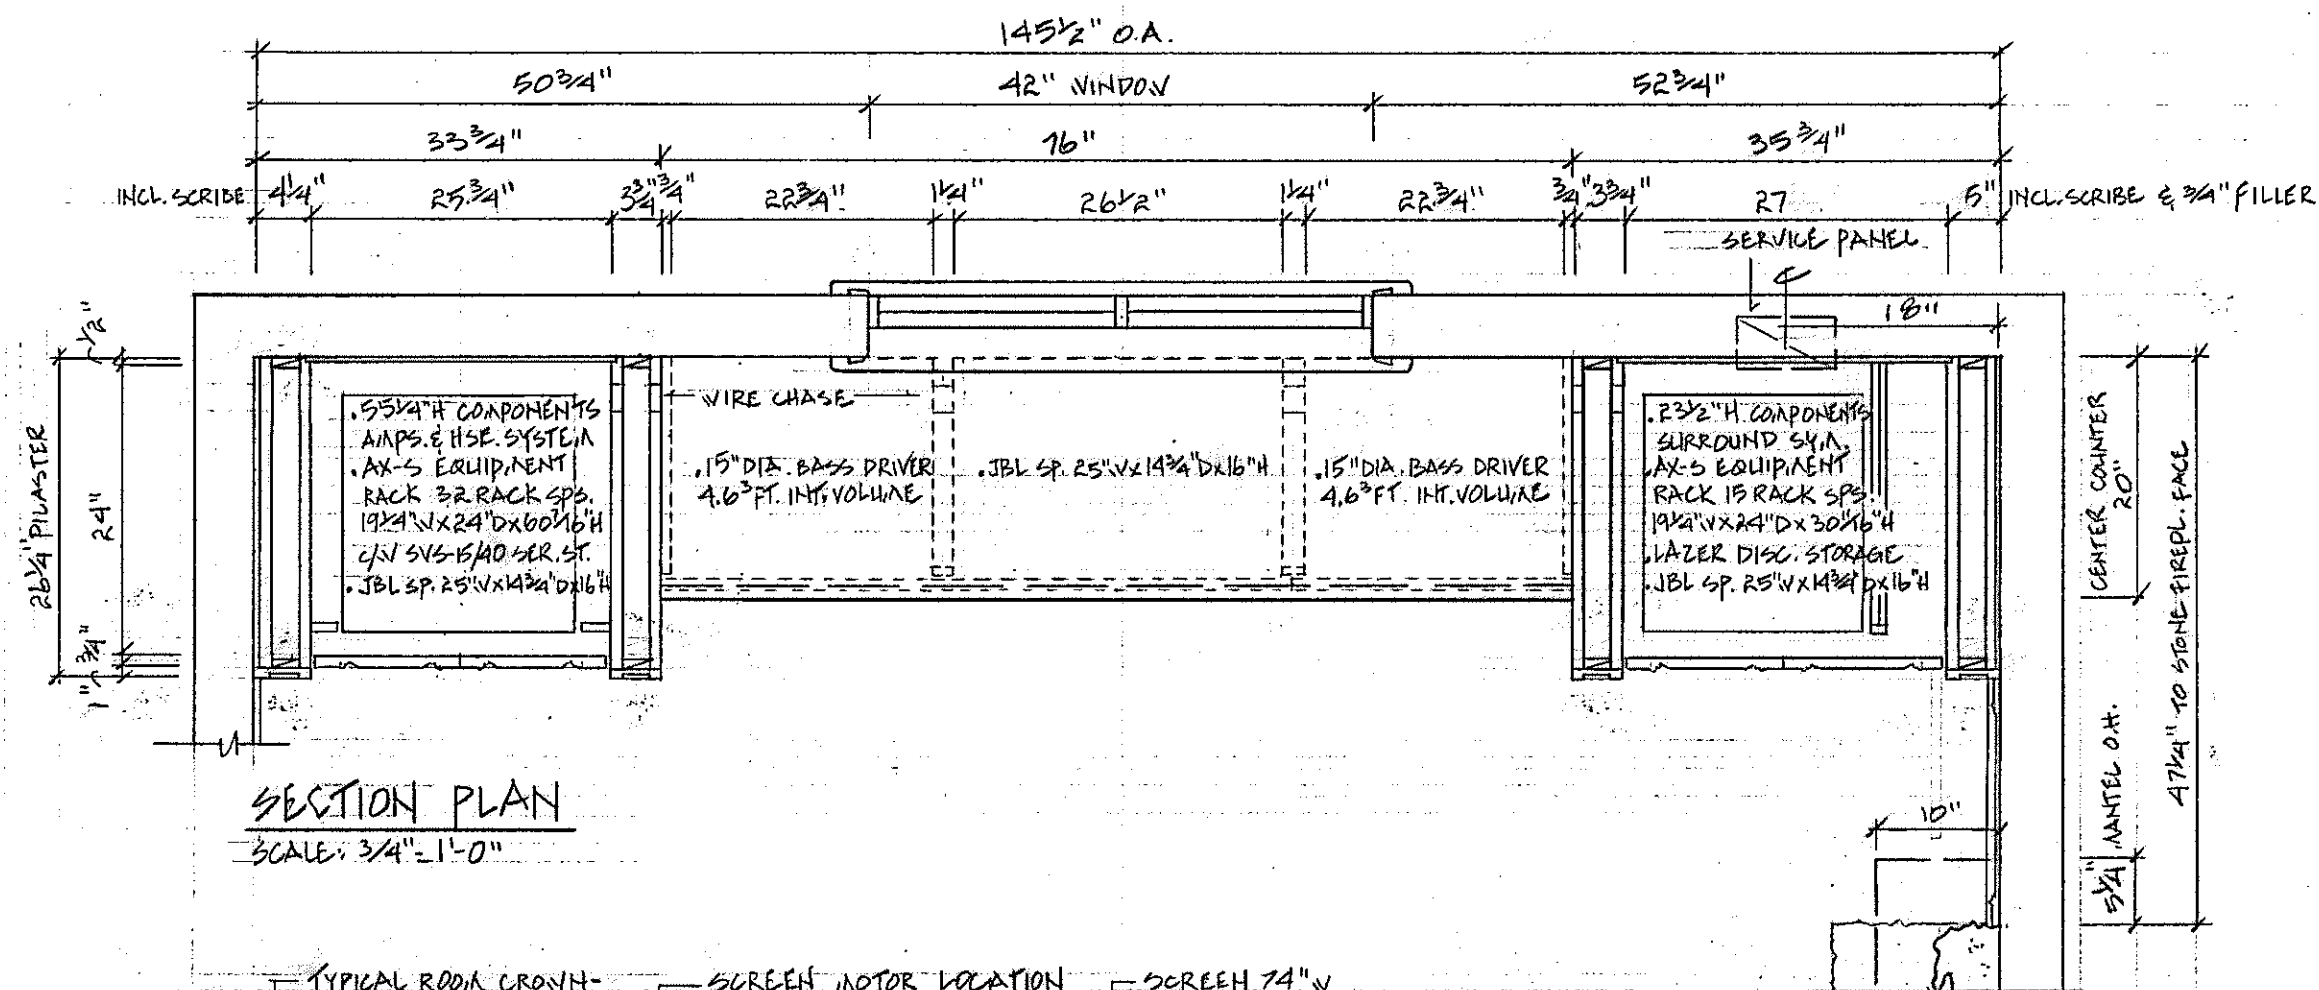 145½" O.A.
50¾" 42" WINDOW 52¾"
33¾" 76" 35¾"
INCL. SCRIBE 4¼" 25¾" 3¾" ¾" 22¾" 1¼" 26½" 1¼" 22¾" ¾" 3¾" 27 5" INCL. SCRIBE & ¾" FILLER
SERVICE PANEL
18"
½"
24"
¾"
1"
26¼" PILASTER
WIRE CHASE
• 55¼"H COMPONENTS
AMPS. & HSE. SYSTEM
• AX-S EQUIPMENT
RACK 32 RACK SPS.
19¼"W X 24"D X 60⁷⁄₁₆"H
C/W SVS-15/40 SER. ST.
• JBL SP. 25"W X 14¾"D X 16"H
• 15" DIA. BASS DRIVER
4.6³ FT. INT. VOLUME
• JBL SP. 25"W X 14¾"D X 16"H
• 15" DIA. BASS DRIVER
4.6³ FT. INT. VOLUME
• 23½"H. COMPONENTS
SURROUND SYM.
• AX-S EQUIPMENT
RACK 15 RACK SPS.
19¼"W X 24"D X 30¹⁄₁₆"H
• LAZER DISC. STORAGE
• JBL SP. 25"W X 14¾"D X 16"H
CENTER COUNTER
20"
5¼" MANTEL O.H.
47¼" TO STONE FIREPL. FACE
10"
SECTION PLAN
SCALE: 3/4" = 1'-0"
TYPICAL ROOM CROWN- SCREEN MOTOR LOCATION SCREEN 74" W